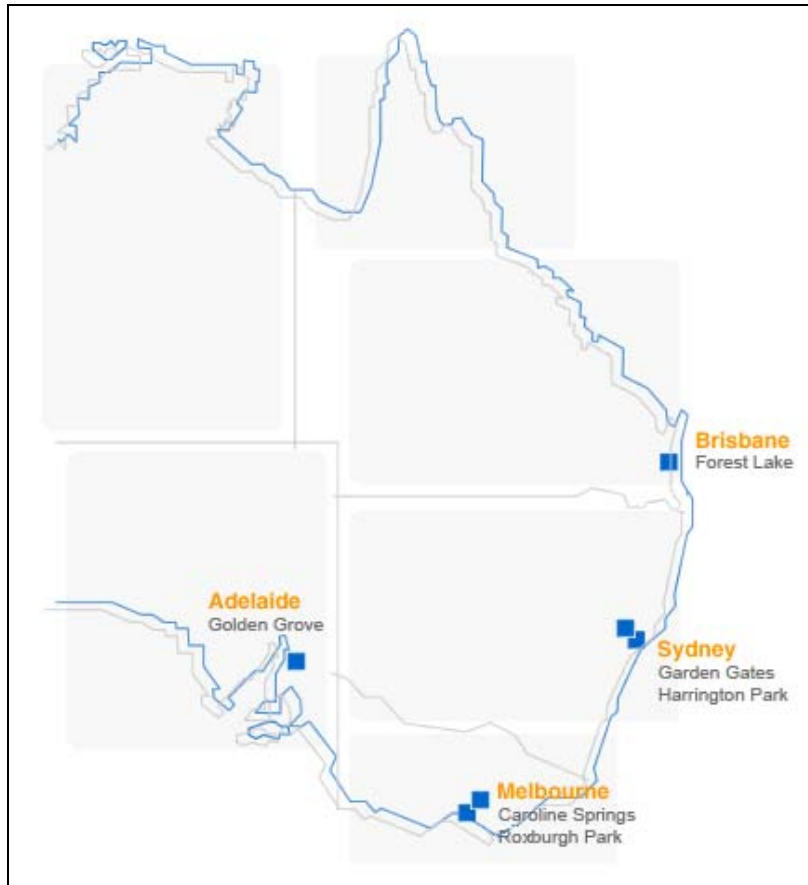 Brisbane
Forest Lake
Adelaide
Golden Grove
Sydney
Garden Gates
Harrington Park
Melbourne
Caroline Springs
Roxburgh Park